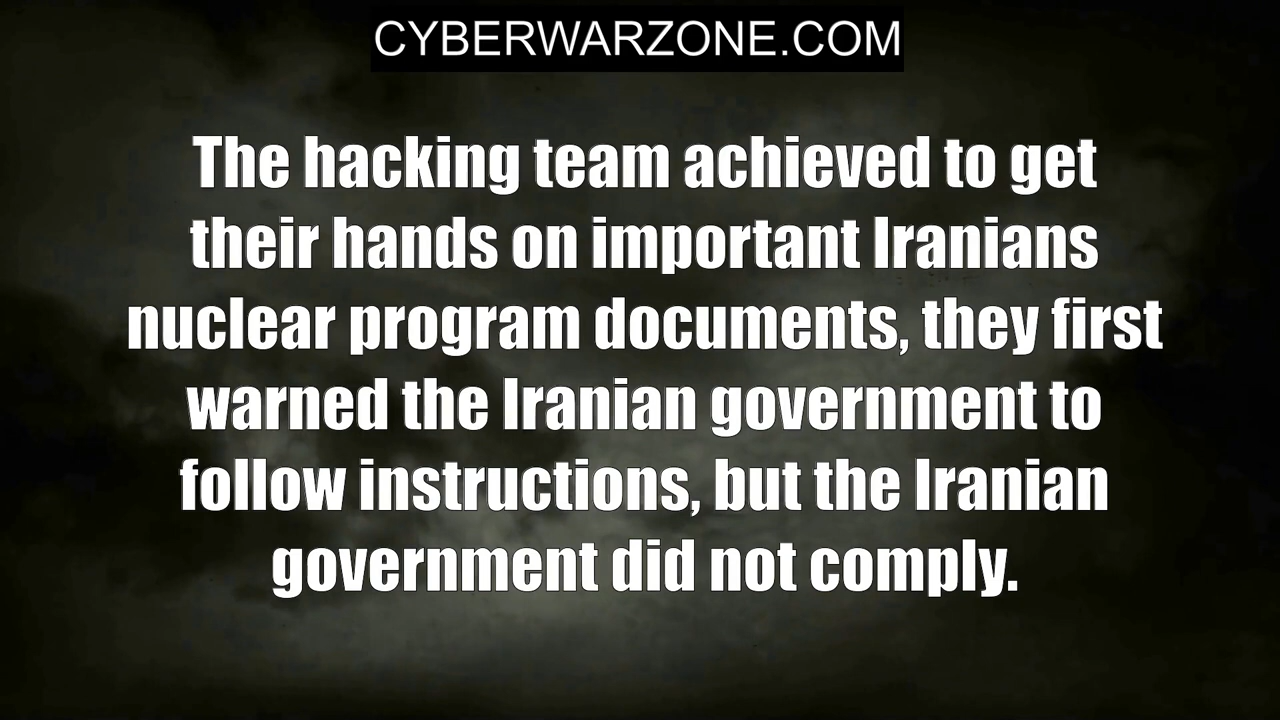 CYBERWARZONE.COM
The hacking team achieved to get
their hands on important Iranians
nuclear program documents, they first
warned the Iranian government to
follow instructions, but the Iranian
government did not comply.